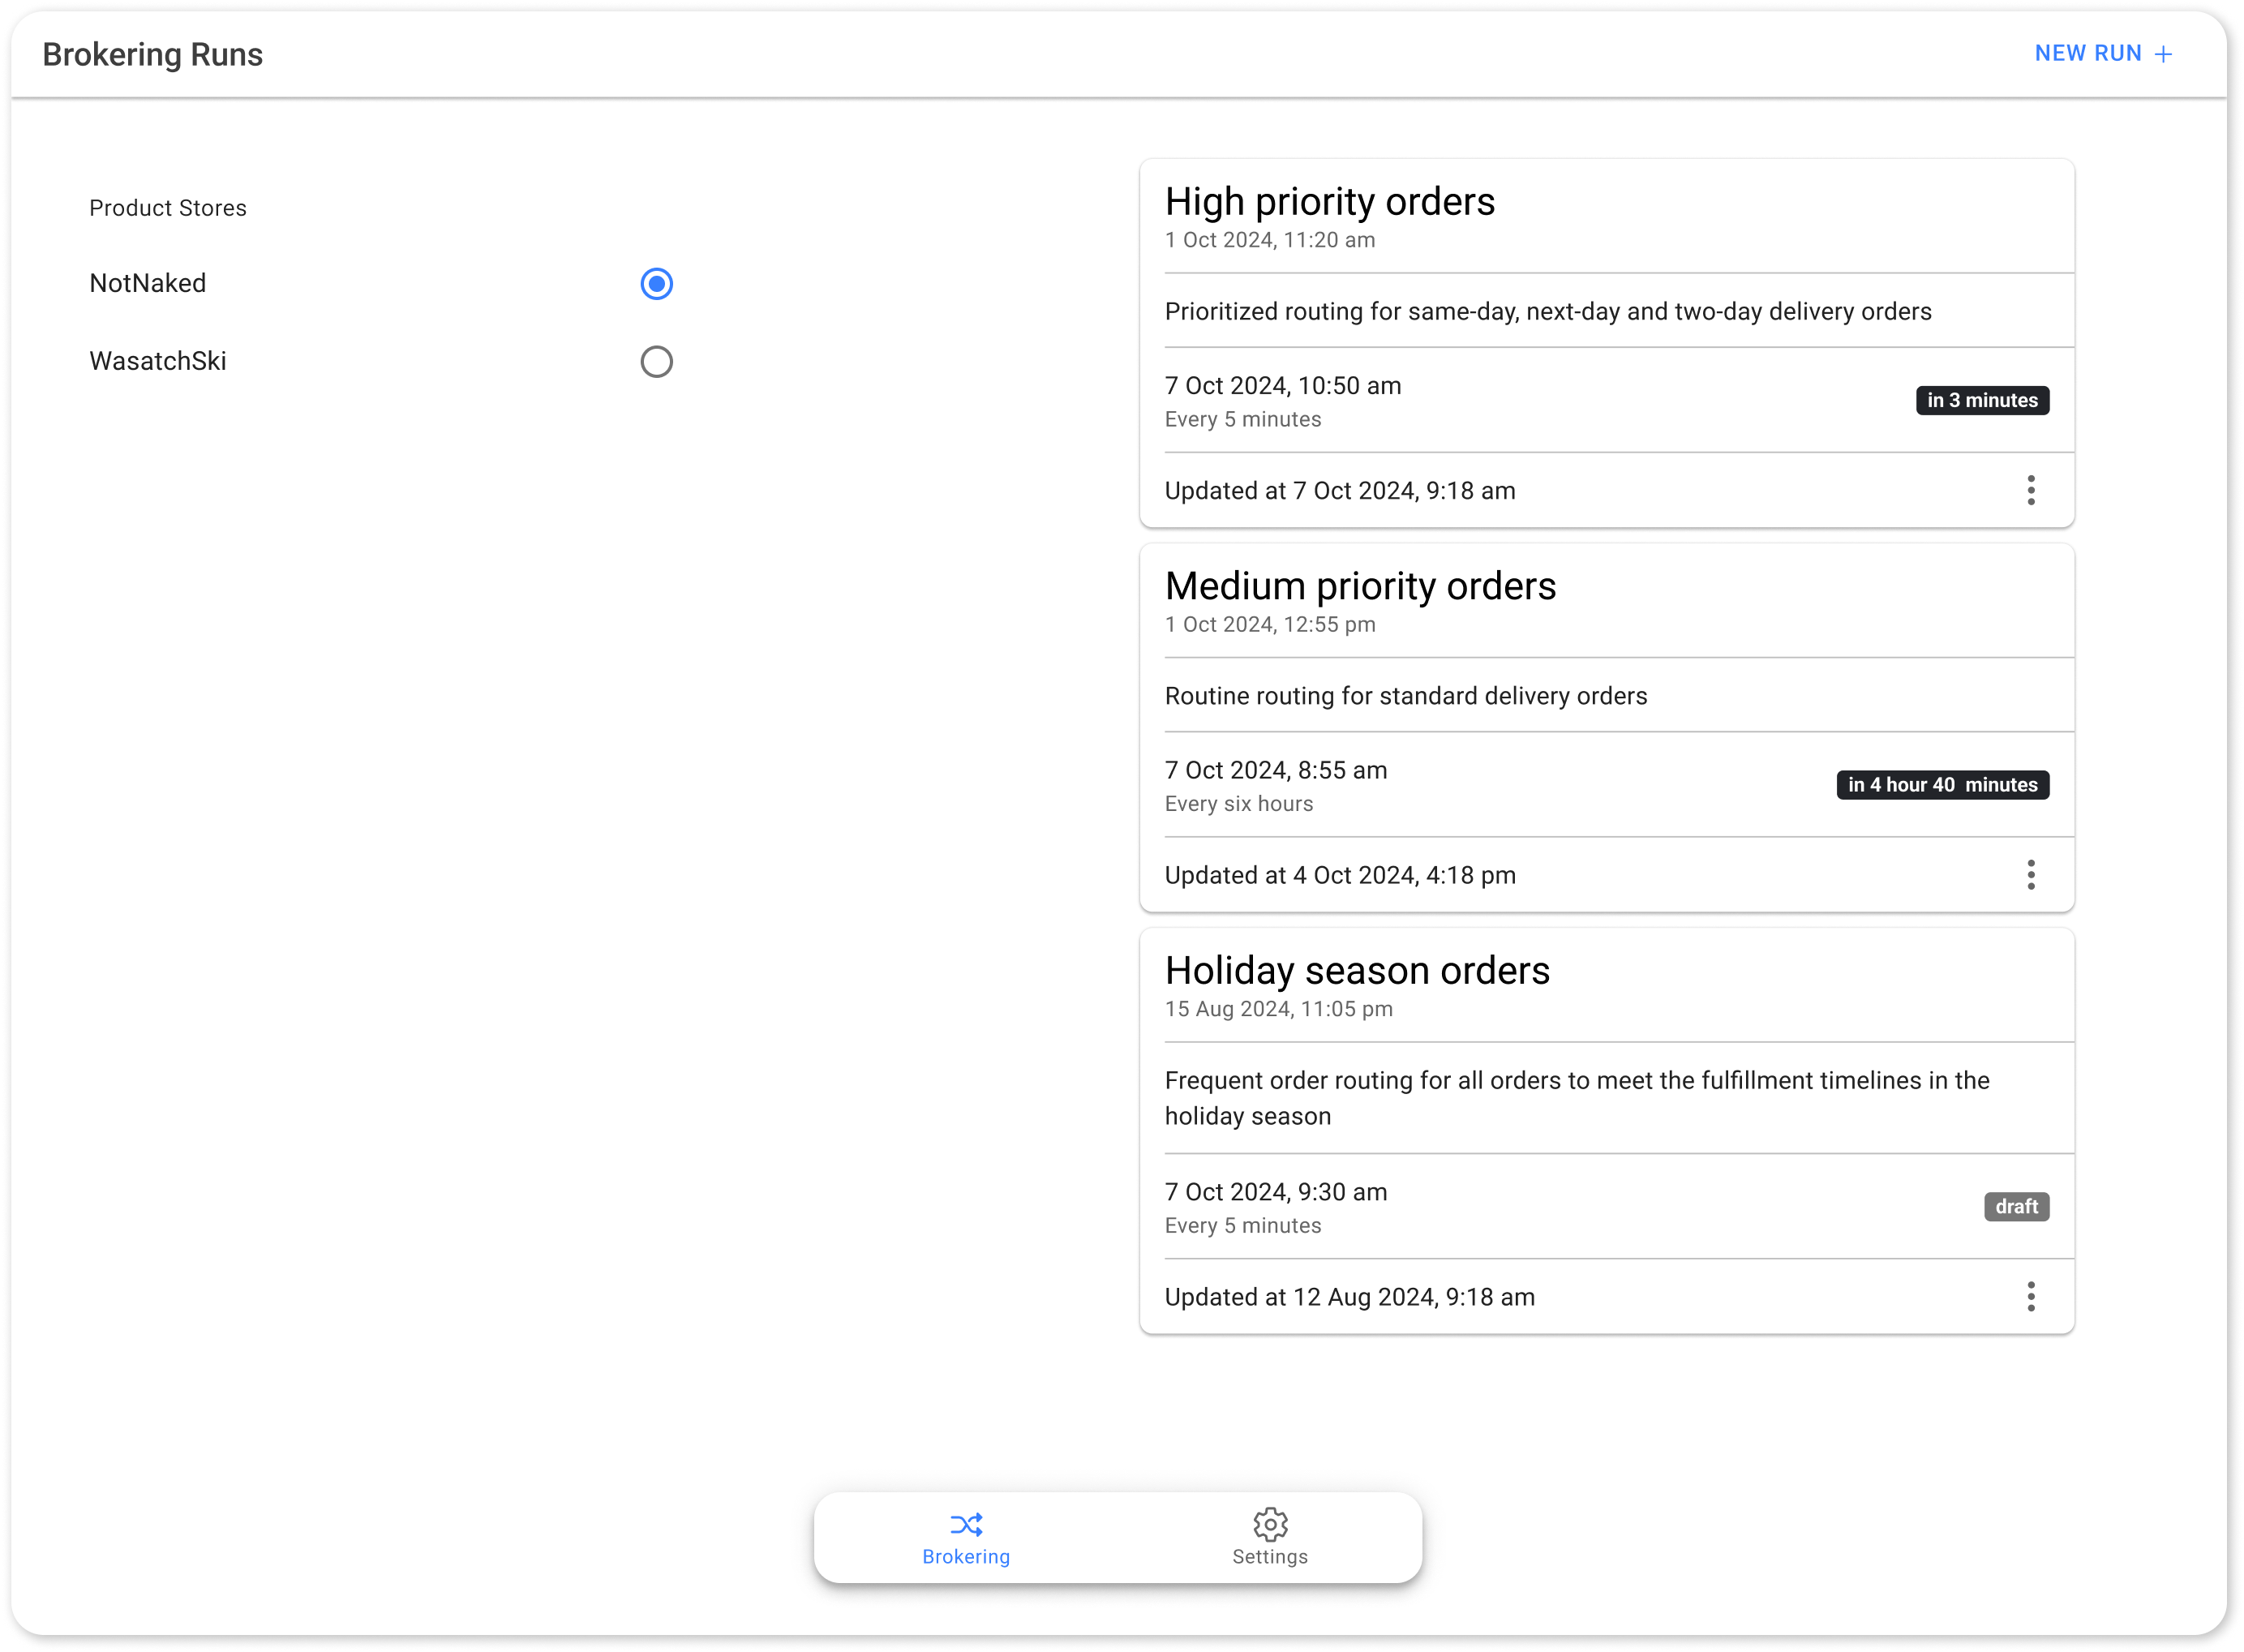 Brokering Runs
NEW RUN +
Product Stores
NotNaked
WasatchSki
High priority orders
1 Oct 2024, 11:20 am
Prioritized routing for same-day, next-day and two-day delivery orders
7 Oct 2024, 10:50 am
in 3 minutes
Every 5 minutes
Updated at 7 Oct 2024, 9:18 am
Medium priority orders
1 Oct 2024, 12:55 pm
Routine routing for standard delivery orders
7 Oct 2024, 8:55 am
in 4 hour 40  minutes
Every six hours
Updated at 4 Oct 2024, 4:18 pm
Holiday season orders
15 Aug 2024, 11:05 pm
Frequent order routing for all orders to meet the fulfillment timelines in the
holiday season
7 Oct 2024, 9:30 am
draft
Every 5 minutes
Updated at 12 Aug 2024, 9:18 am
Brokering
Settings